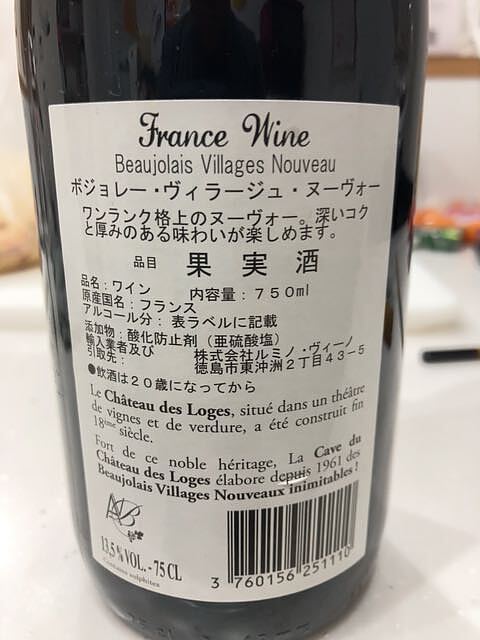 France Wine
Beaujolais Villages Nouveau
ボジョレー・ヴィラージュ・ヌーヴォー
ワンランク格上のヌーヴォー。深いコク
と厚みのある味わいが楽しめます。
品目 果実酒
品名：ワイン 内容量：７５０ml
原産国名：フランス
アルコール分：表ラベルに記載
添加物：酸化防止剤（亜硫酸塩）
輸入業者及び 株式会社ルミノ・ヴィーノ
引取先： 徳島市東沖洲２丁目４３−５
●飲酒は２０歳になってから
Le Château des Loges, situé dans un théâtre
de vignes et de verdure, a été construit fin
18ème siècle.
Fort de ce noble héritage, La Cave du
Château des Loges élabore depuis 1961 des
Beaujolais Villages Nouveaux inimitables !
13,5%VOL. - 75 CL
Contains sulphites
3 760156 251110